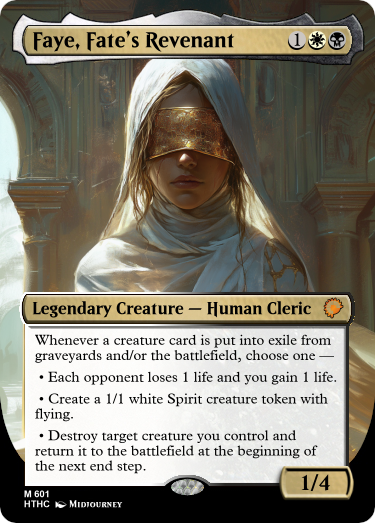 Faye, Fate's Revenant 1
Legendary Creature — Human Cleric
Whenever a creature card is put into exile from
graveyards and/or the battlefield, choose one —
• Each opponent loses 1 life and you gain 1 life.
• Create a 1/1 white Spirit creature token with
flying.
• Destroy target creature you control and
return it to the battlefield at the beginning of
the next end step.
1/4
M 601
HTHC Midjourney